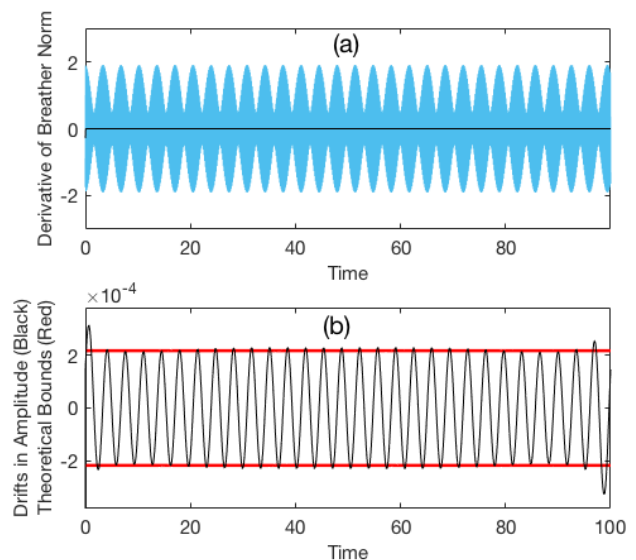 (a)
Derivative of Breather Norm
2
0
-2
0
20
40
60
80
Time
×10⁻⁴
(b)
Drifts in Amplitude (Black)
Theoretical Bounds (Red)
2
0
-2
0
20
40
60
80
100
Time